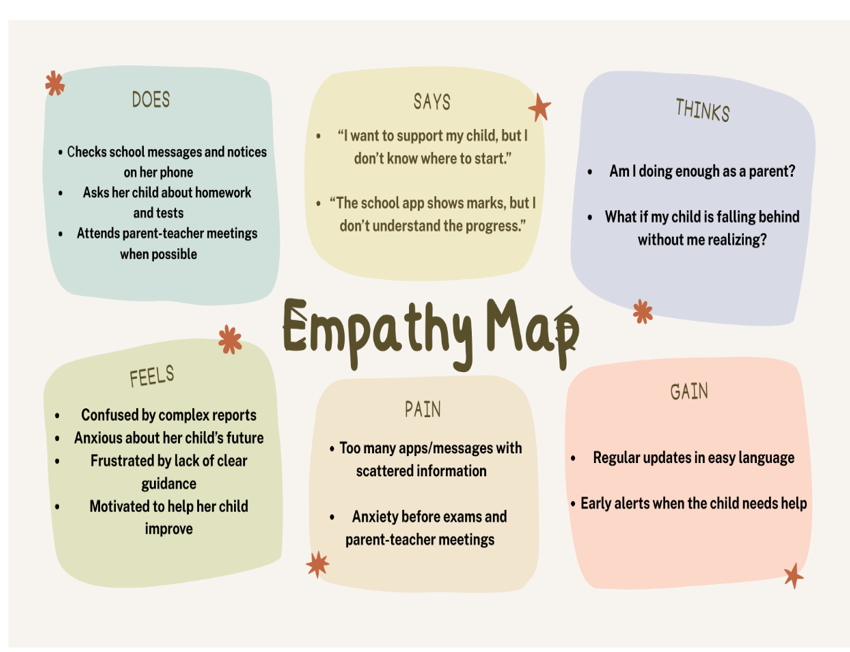 DOES
• Checks school messages and notices
on her phone
• Asks her child about homework
and tests
• Attends parent-teacher meetings
when possible
SAYS
• “I want to support my child, but I
don’t know where to start.”
• “The school app shows marks, but I
don’t understand the progress.”
THINKS
• Am I doing enough as a parent?
• What if my child is falling behind
without me realizing?
Empathy Map
FEELS
• Confused by complex reports
• Anxious about her child’s future
• Frustrated by lack of clear
guidance
• Motivated to help her child
improve
PAIN
• Too many apps/messages with
scattered information
• Anxiety before exams and
parent-teacher meetings
GAIN
• Regular updates in easy language
• Early alerts when the child needs help